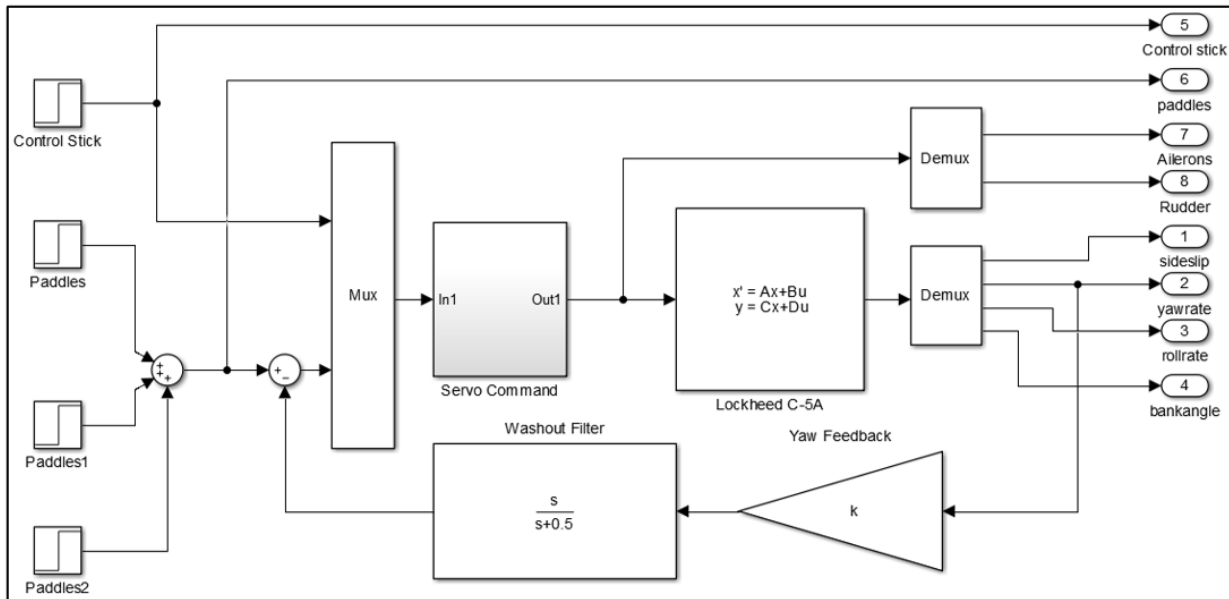 5
Control stick
6
paddles
Control Stick
7
Ailerons
Demux
8
Rudder
Paddles
1
sideslip
Mux
In1
Out1
x' = Ax+Bu
y = Cx+Du
Demux
2
yawrate
3
rollrate
+
+
+
+
−
Servo Command
Lockheed C-5A
4
bankangle
Paddles1
Washout Filter
Yaw Feedback
s
s+0.5
k
Paddles2